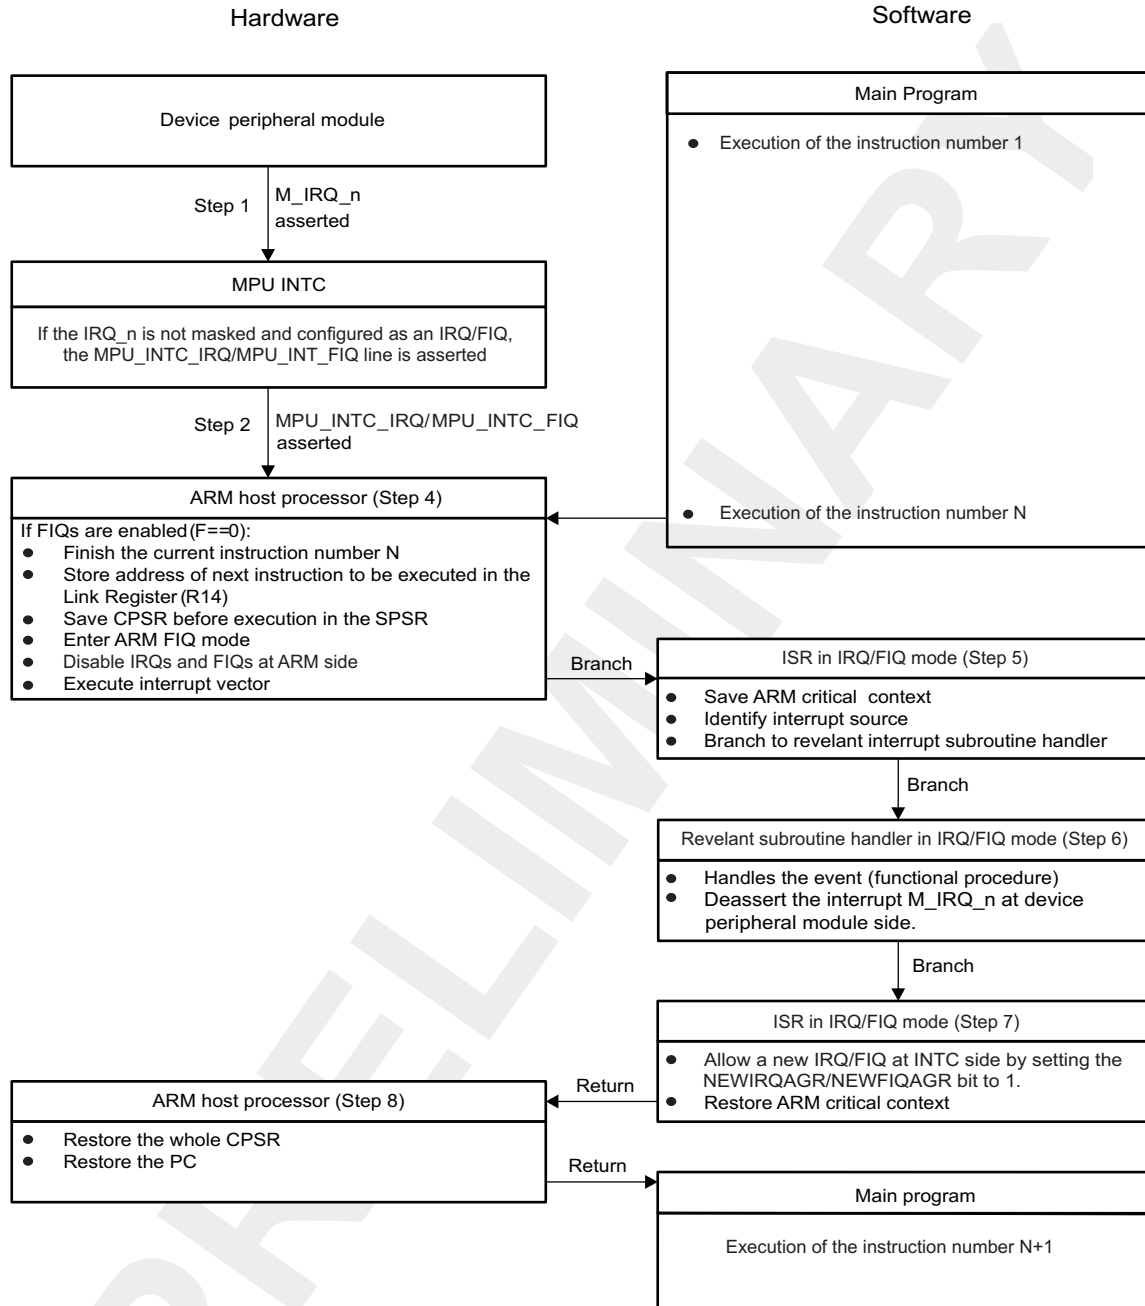 Hardware
Software
Device peripheral module
Main Program
● Execution of the instruction number 1
Step 1
M_IRQ_n
asserted
MPU INTC
If the IRQ_n is not masked and configured as an IRQ/FIQ,
the MPU_INTC_IRQ/MPU_INT_FIQ line is asserted
Step 2
MPU_INTC_IRQ/MPU_INTC_FIQ
asserted
● Execution of the instruction number N
ARM host processor (Step 4)
If FIQs are enabled (F==0):
● Finish the current instruction number N
● Store address of next instruction to be executed in the
Link Register (R14)
● Save CPSR before execution in the SPSR
● Enter ARM FIQ mode
● Disable IRQs and FIQs at ARM side
● Execute interrupt vector
Branch
ISR in IRQ/FIQ mode (Step 5)
● Save ARM critical context
● Identify interrupt source
● Branch to revelant interrupt subroutine handler
Branch
Revelant subroutine handler in IRQ/FIQ mode (Step 6)
● Handles the event (functional procedure)
● Deassert the interrupt M_IRQ_n at device
peripheral module side.
Branch
ISR in IRQ/FIQ mode (Step 7)
● Allow a new IRQ/FIQ at INTC side by setting the
NEWIRQAGR/NEWFIQAGR bit to 1.
● Restore ARM critical context
Return
ARM host processor (Step 8)
● Restore the whole CPSR
● Restore the PC
Return
Main program
Execution of the instruction number N+1
PRELIMINARY